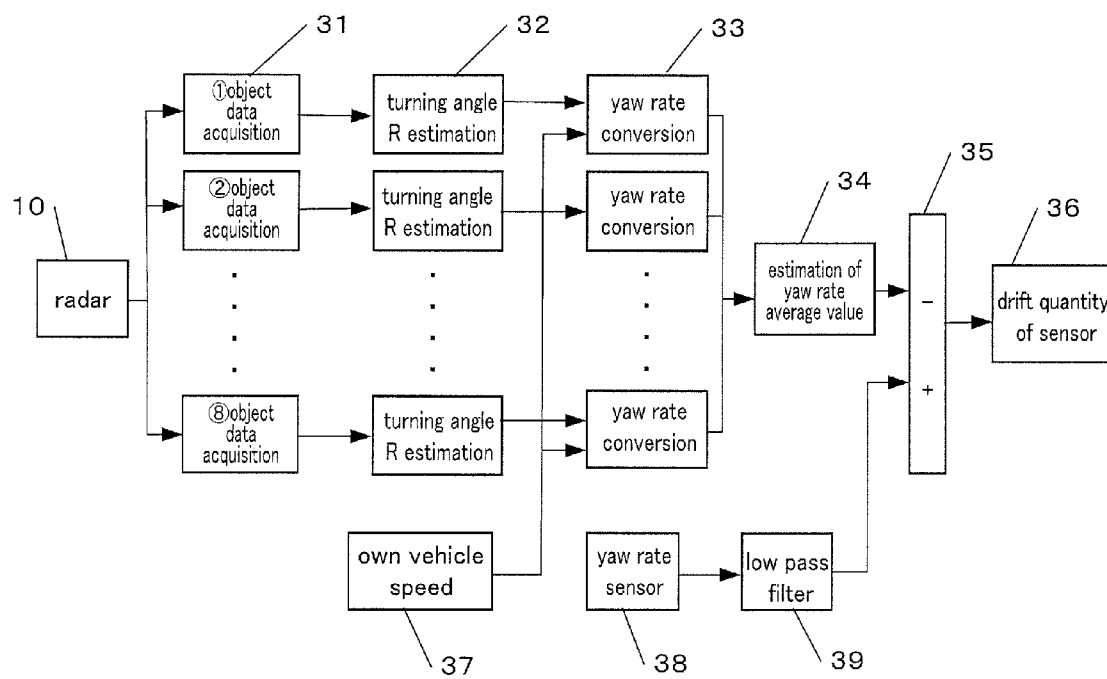 31
32
33
①object
data
acquisition
turning angle
R estimation
yaw rate
conversion
35
34
36
10
②object
data
acquisition
turning angle
R estimation
yaw rate
conversion
radar
estimation of
yaw rate
average value
−
drift quantity
of sensor
+
⑧object
data
acquisition
turning angle
R estimation
yaw rate
conversion
own vehicle
speed
yaw rate
sensor
low pass
filter
37
38
39